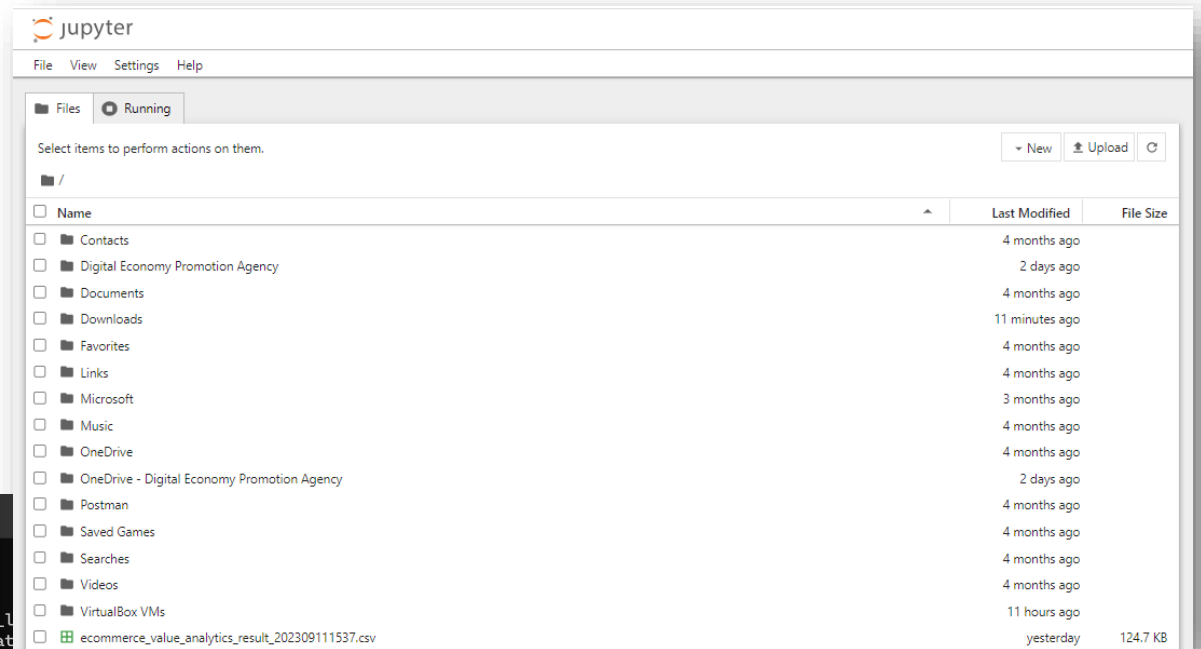 jupyter
File View Settings Help
Files Running
Select items to perform actions on them.
New Upload
/
Name Last Modified File Size
Contacts 4 months ago
Digital Economy Promotion Agency 2 days ago
Documents 4 months ago
Downloads 11 minutes ago
Favorites 4 months ago
Links 4 months ago
Microsoft 3 months ago
Music 4 months ago
OneDrive 4 months ago
OneDrive - Digital Economy Promotion Agency 2 days ago
Postman 4 months ago
Saved Games 4 months ago
Searches 4 months ago
Videos 4 months ago
VirtualBox VMs 11 hours ago
ecommerce_value_analytics_result_202309111537.csv yesterday 124.7 KB